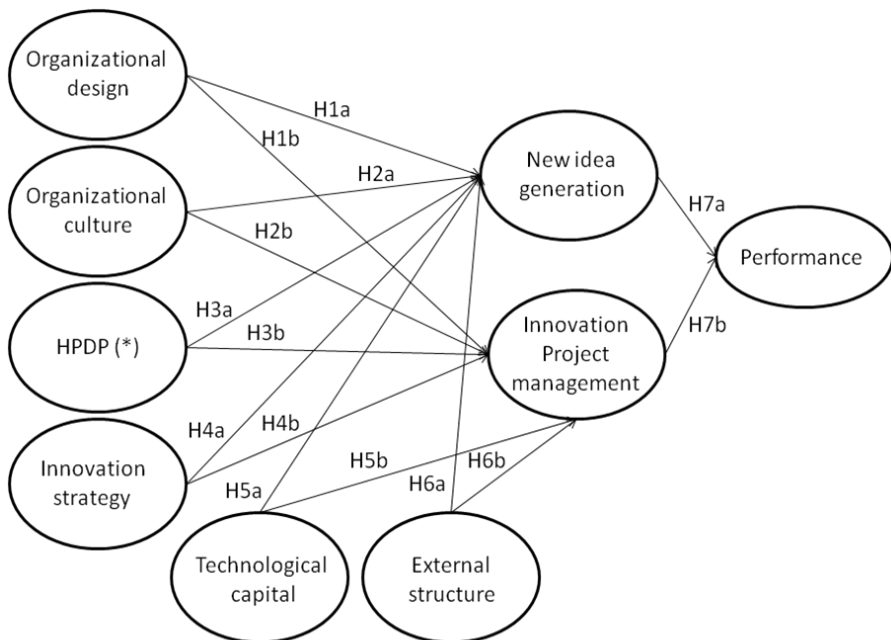 Organizational
design
H1a
H1b
New idea
generation
H2a
Organizational
culture
H2b
H7a
Performance
H3a
HPDP (*)
H3b
Innovation
Project
management
H7b
H4a
H4b
Innovation
strategy
H5b
H6b
H5a
H6a
Technological
capital
External
structure